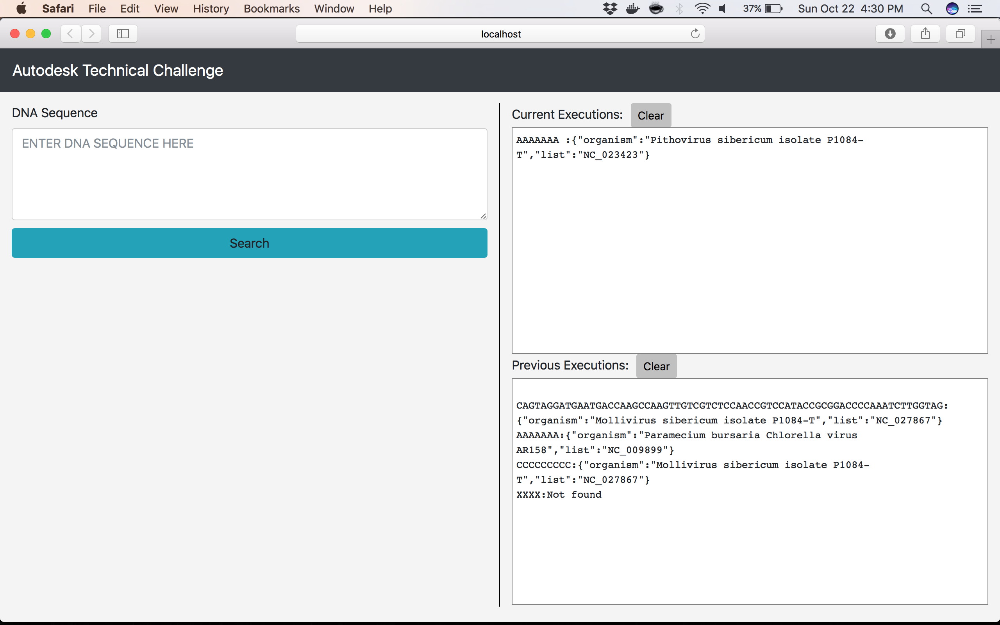 Safari File Edit View History Bookmarks Window Help 37% Sun Oct 22 4:30 PM
localhost
Autodesk Technical Challenge
DNA Sequence
ENTER DNA SEQUENCE HERE
Search
Current Executions: Clear
AAAAAAA :{"organism":"Pithovirus sibericum isolate P1084-
T","list":"NC_023423"}
Previous Executions: Clear
CAGTAGGATGAATGACCAAGCCAAGTTGTCGTCTCCAACCGTCCATACCGCGGACCCCAAATCTTGGTAG:
{"organism":"Mollivirus sibericum isolate P1084-T","list":"NC_027867"}
AAAAAAA:{"organism":"Paramecium bursaria Chlorella virus
AR158","list":"NC_009899"}
CCCCCCCCC:{"organism":"Mollivirus sibericum isolate P1084-
T","list":"NC_027867"}
XXXX:Not found